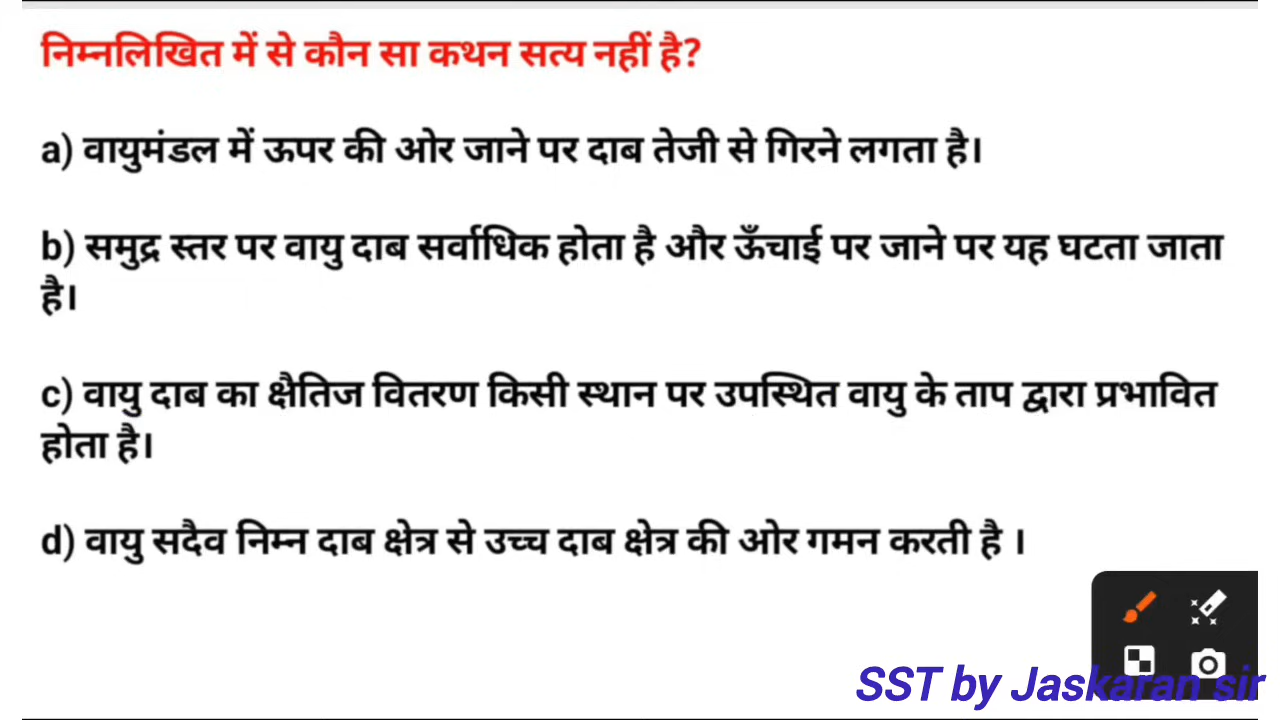 निम्नलिखित में से कौन सा कथन सत्य नहीं है?
a) वायुमंडल में ऊपर की ओर जाने पर दाब तेजी से गिरने लगता है।
b) समुद्र स्तर पर वायु दाब सर्वाधिक होता है और ऊँचाई पर जाने पर यह घटता जाता
है।
c) वायु दाब का क्षैतिज वितरण किसी स्थान पर उपस्थित वायु के ताप द्वारा प्रभावित
होता है।
d) वायु सदैव निम्न दाब क्षेत्र से उच्च दाब क्षेत्र की ओर गमन करती है ।
SST by Jaskaran sir